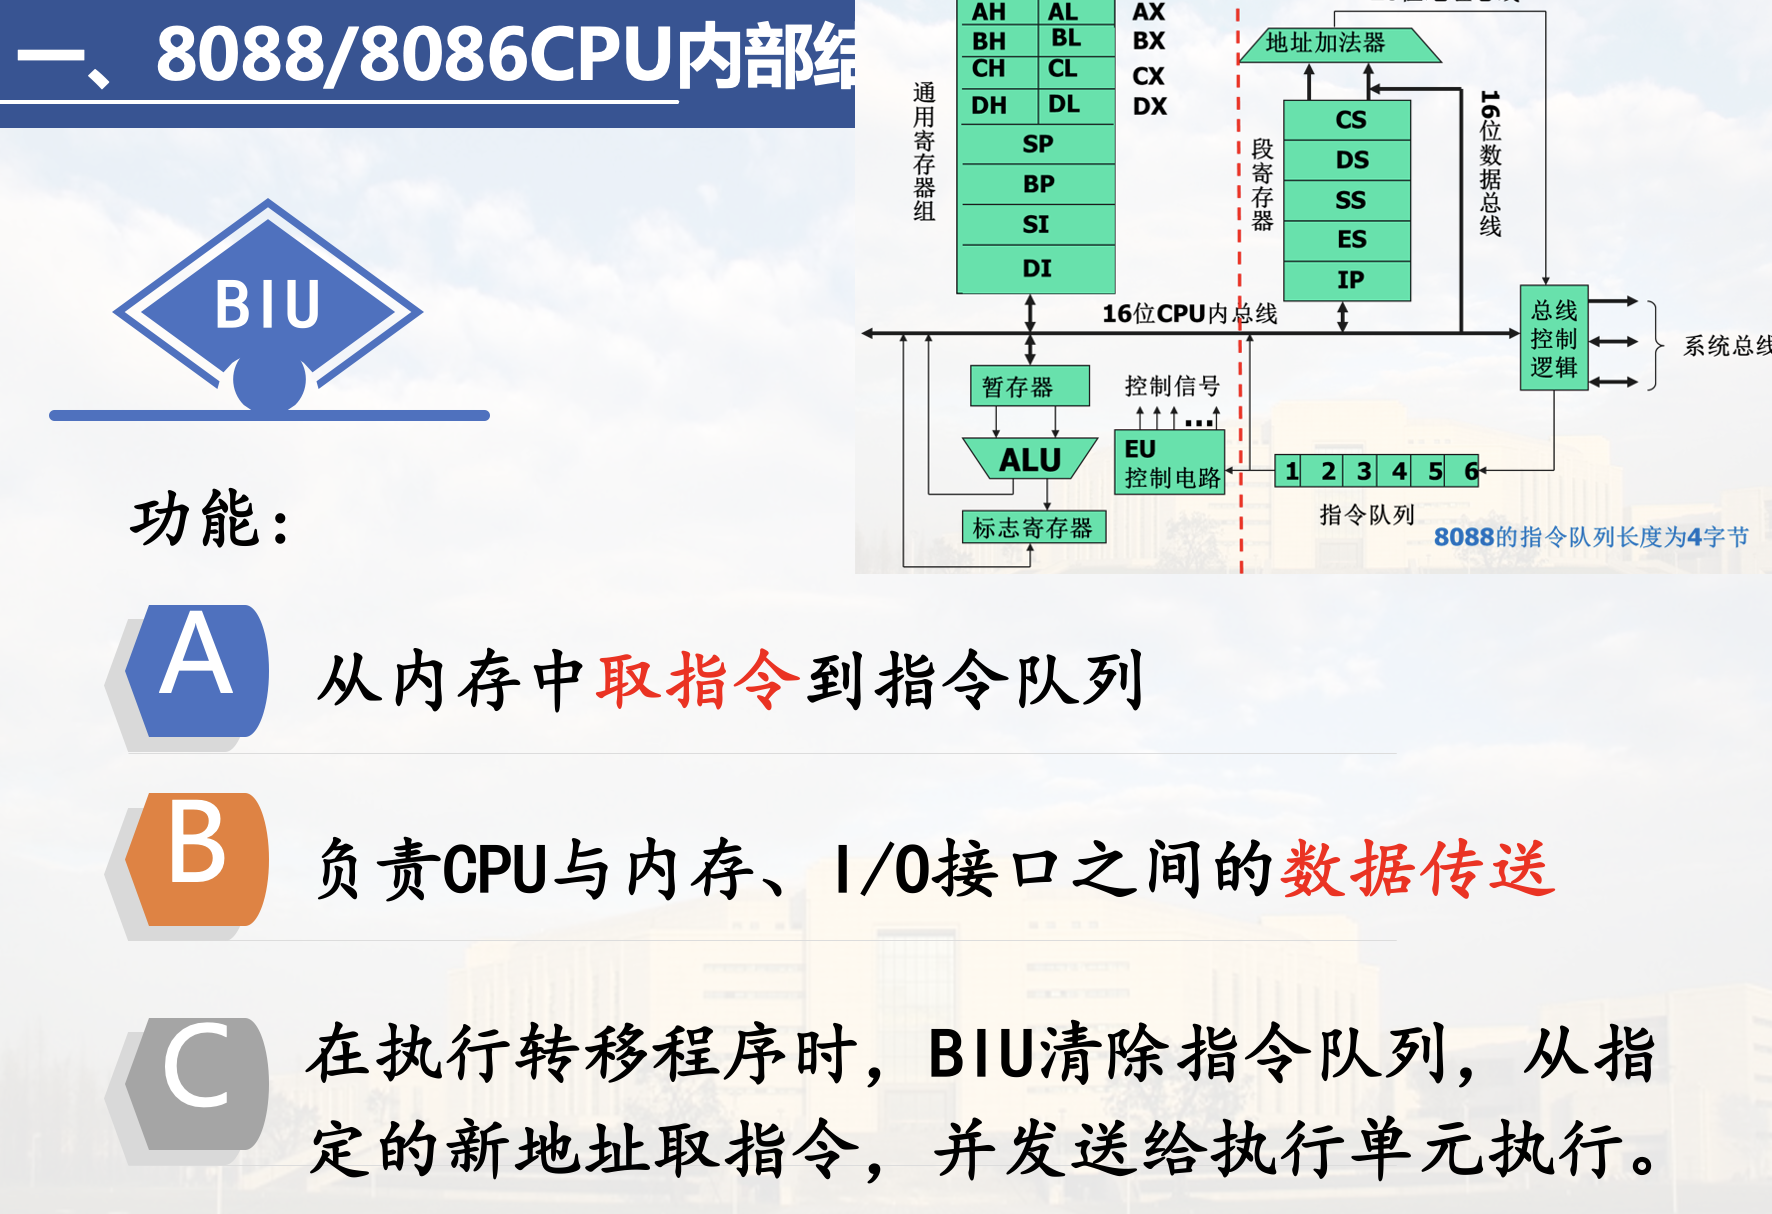 一、8088/8086CPU内部结
BIU
功能：
A
从内存中取指令到指令队列
B
负责CPU与内存、I/O接口之间的数据传送
C
在执行转移程序时，BIU清除指令队列，从指
定的新地址取指令，并发送给执行单元执行。
AH AL AX
BH BL BX
CH CL CX
DH DL DX
SP
BP
SI
DI
通用寄存器组
地址加法器
CS
DS
SS
ES
IP
段寄存器
16位数据总线
16位CPU内总线
总线
控制
逻辑
系统总线
暂存器
控制信号
...
ALU
EU
控制电路
1 2 3 4 5 6
标志寄存器
指令队列
8088的指令队列长度为4字节